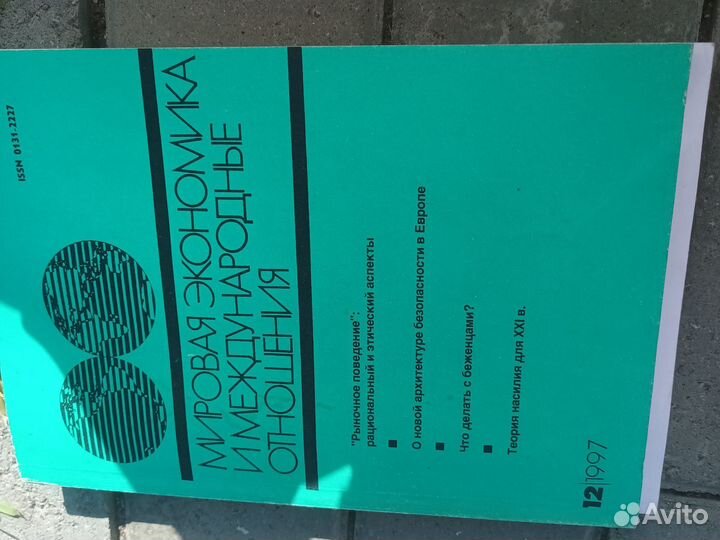 ISSN 0131-2227
МИРОВАЯ ЭКОНОМИКА
И МЕЖДУНАРОДНЫЕ
ОТНОШЕНИЯ
"Рыночное поведение":
рациональный и этический аспекты
О новой архитектуре безопасности в Европе
Что делать с беженцами?
Теория насилия для XXI в.
12|1997
Avito